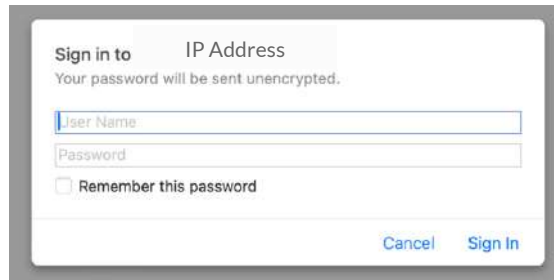 Sign in to IP Address
Your password will be sent unencrypted.
User Name
Password
Remember this password
Cancel Sign In